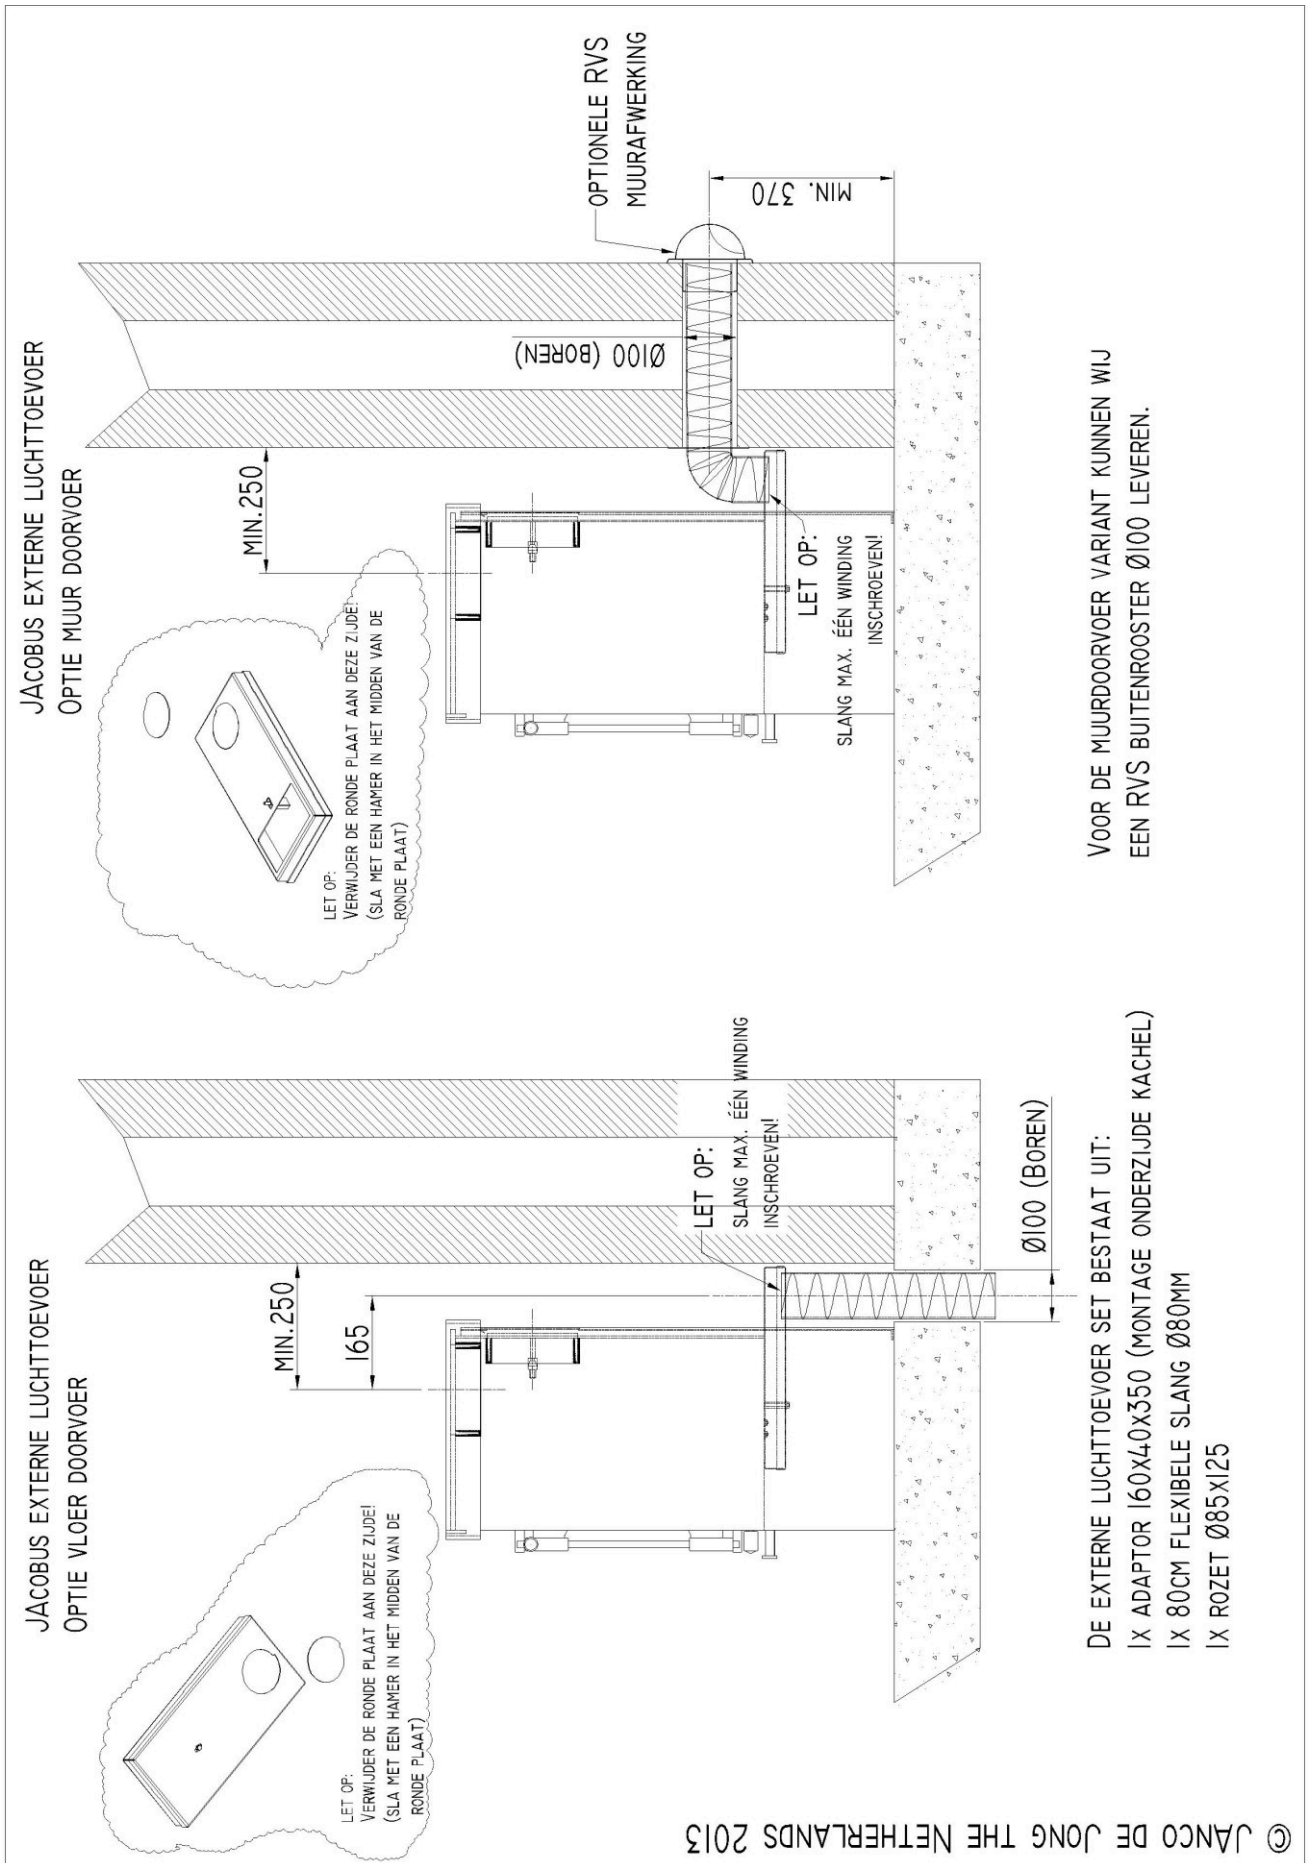 JACOBUS EXTERNE LUCHTTOEVOER
OPTIE VLOER DOORVOER
LET OP:
VERWIJDER DE RONDE PLAAT AAN DEZE ZIJDE!
(SLA MET EEN HAMER IN HET MIDDEN VAN DE
RONDE PLAAT)
MIN.250
165
LET OP:
SLANG MAX. ÉÉN WINDING
INSCHROEVEN!
Ø100 (BOREN)
DE EXTERNE LUCHTTOEVOER SET BESTAAT UIT:
1X ADAPTOR 160X40X350 (MONTAGE ONDERZIJDE KACHEL)
1X 80CM FLEXIBELE SLANG Ø80MM
1X ROZET Ø85X125
JACOBUS EXTERNE LUCHTTOEVOER
OPTIE MUUR DOORVOER
LET OP:
VERWIJDER DE RONDE PLAAT AAN DEZE ZIJDE!
(SLA MET EEN HAMER IN HET MIDDEN VAN DE
RONDE PLAAT)
MIN.250
Ø100 (BOREN)
OPTIONELE RVS
MUURAFWERKING
MIN. 370
LET OP:
SLANG MAX. ÉÉN WINDING
INSCHROEVEN!
VOOR DE MUURDOORVOER VARIANT KUNNEN WIJ
EEN RVS BUITENROOSTER Ø100 LEVEREN.
© JANCO DE JONG THE NETHERLANDS 2013